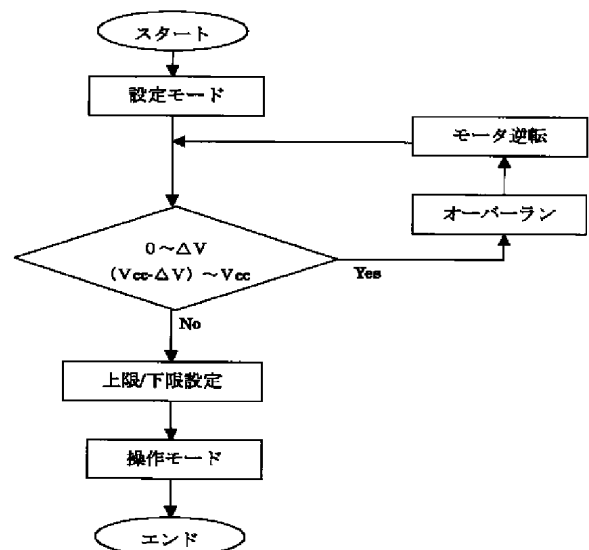 スタート
設定モード
モータ逆転
オーバーラン
0～△V
(Vcc-△V) ～Vcc
Yes
No
上限/下限設定
操作モード
エンド